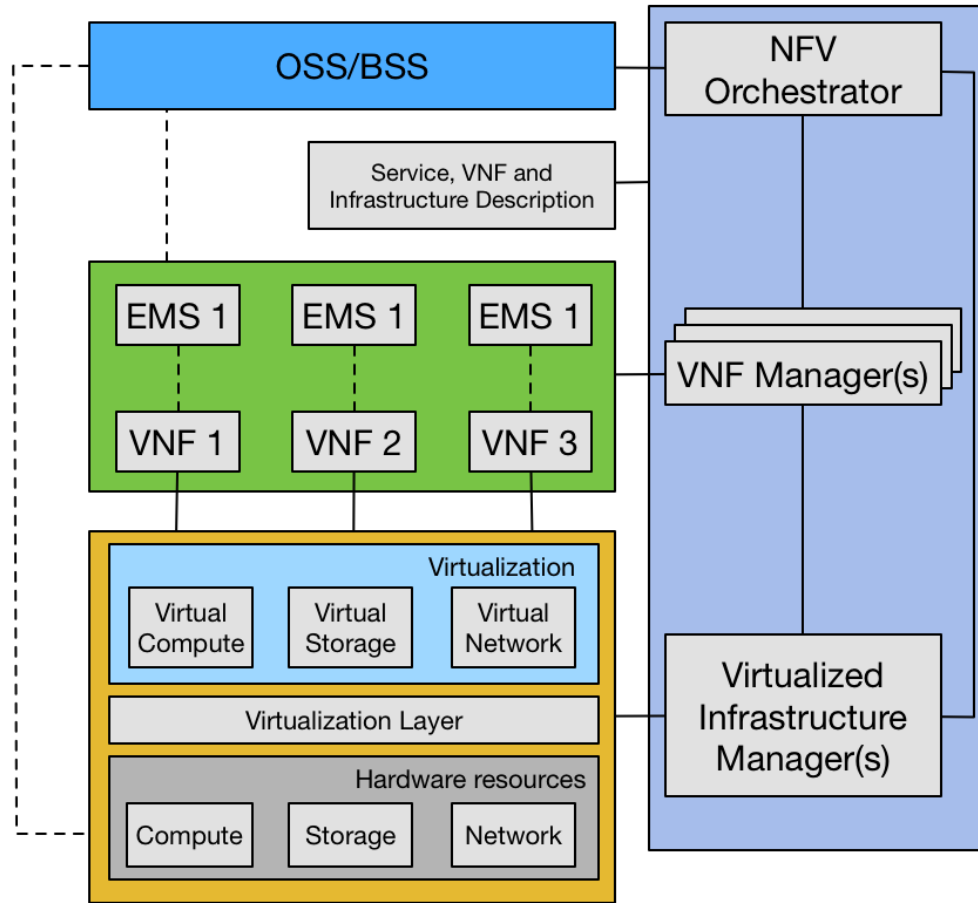 OSS/BSS
NFV
Orchestrator
Service, VNF and
Infrastructure Description
EMS 1
EMS 1
EMS 1
VNF Manager(s)
VNF 1
VNF 2
VNF 3
Virtualization
Virtual
Compute
Virtual
Storage
Virtual
Network
Virtualized
Infrastructure
Manager(s)
Virtualization Layer
Hardware resources
Compute
Storage
Network